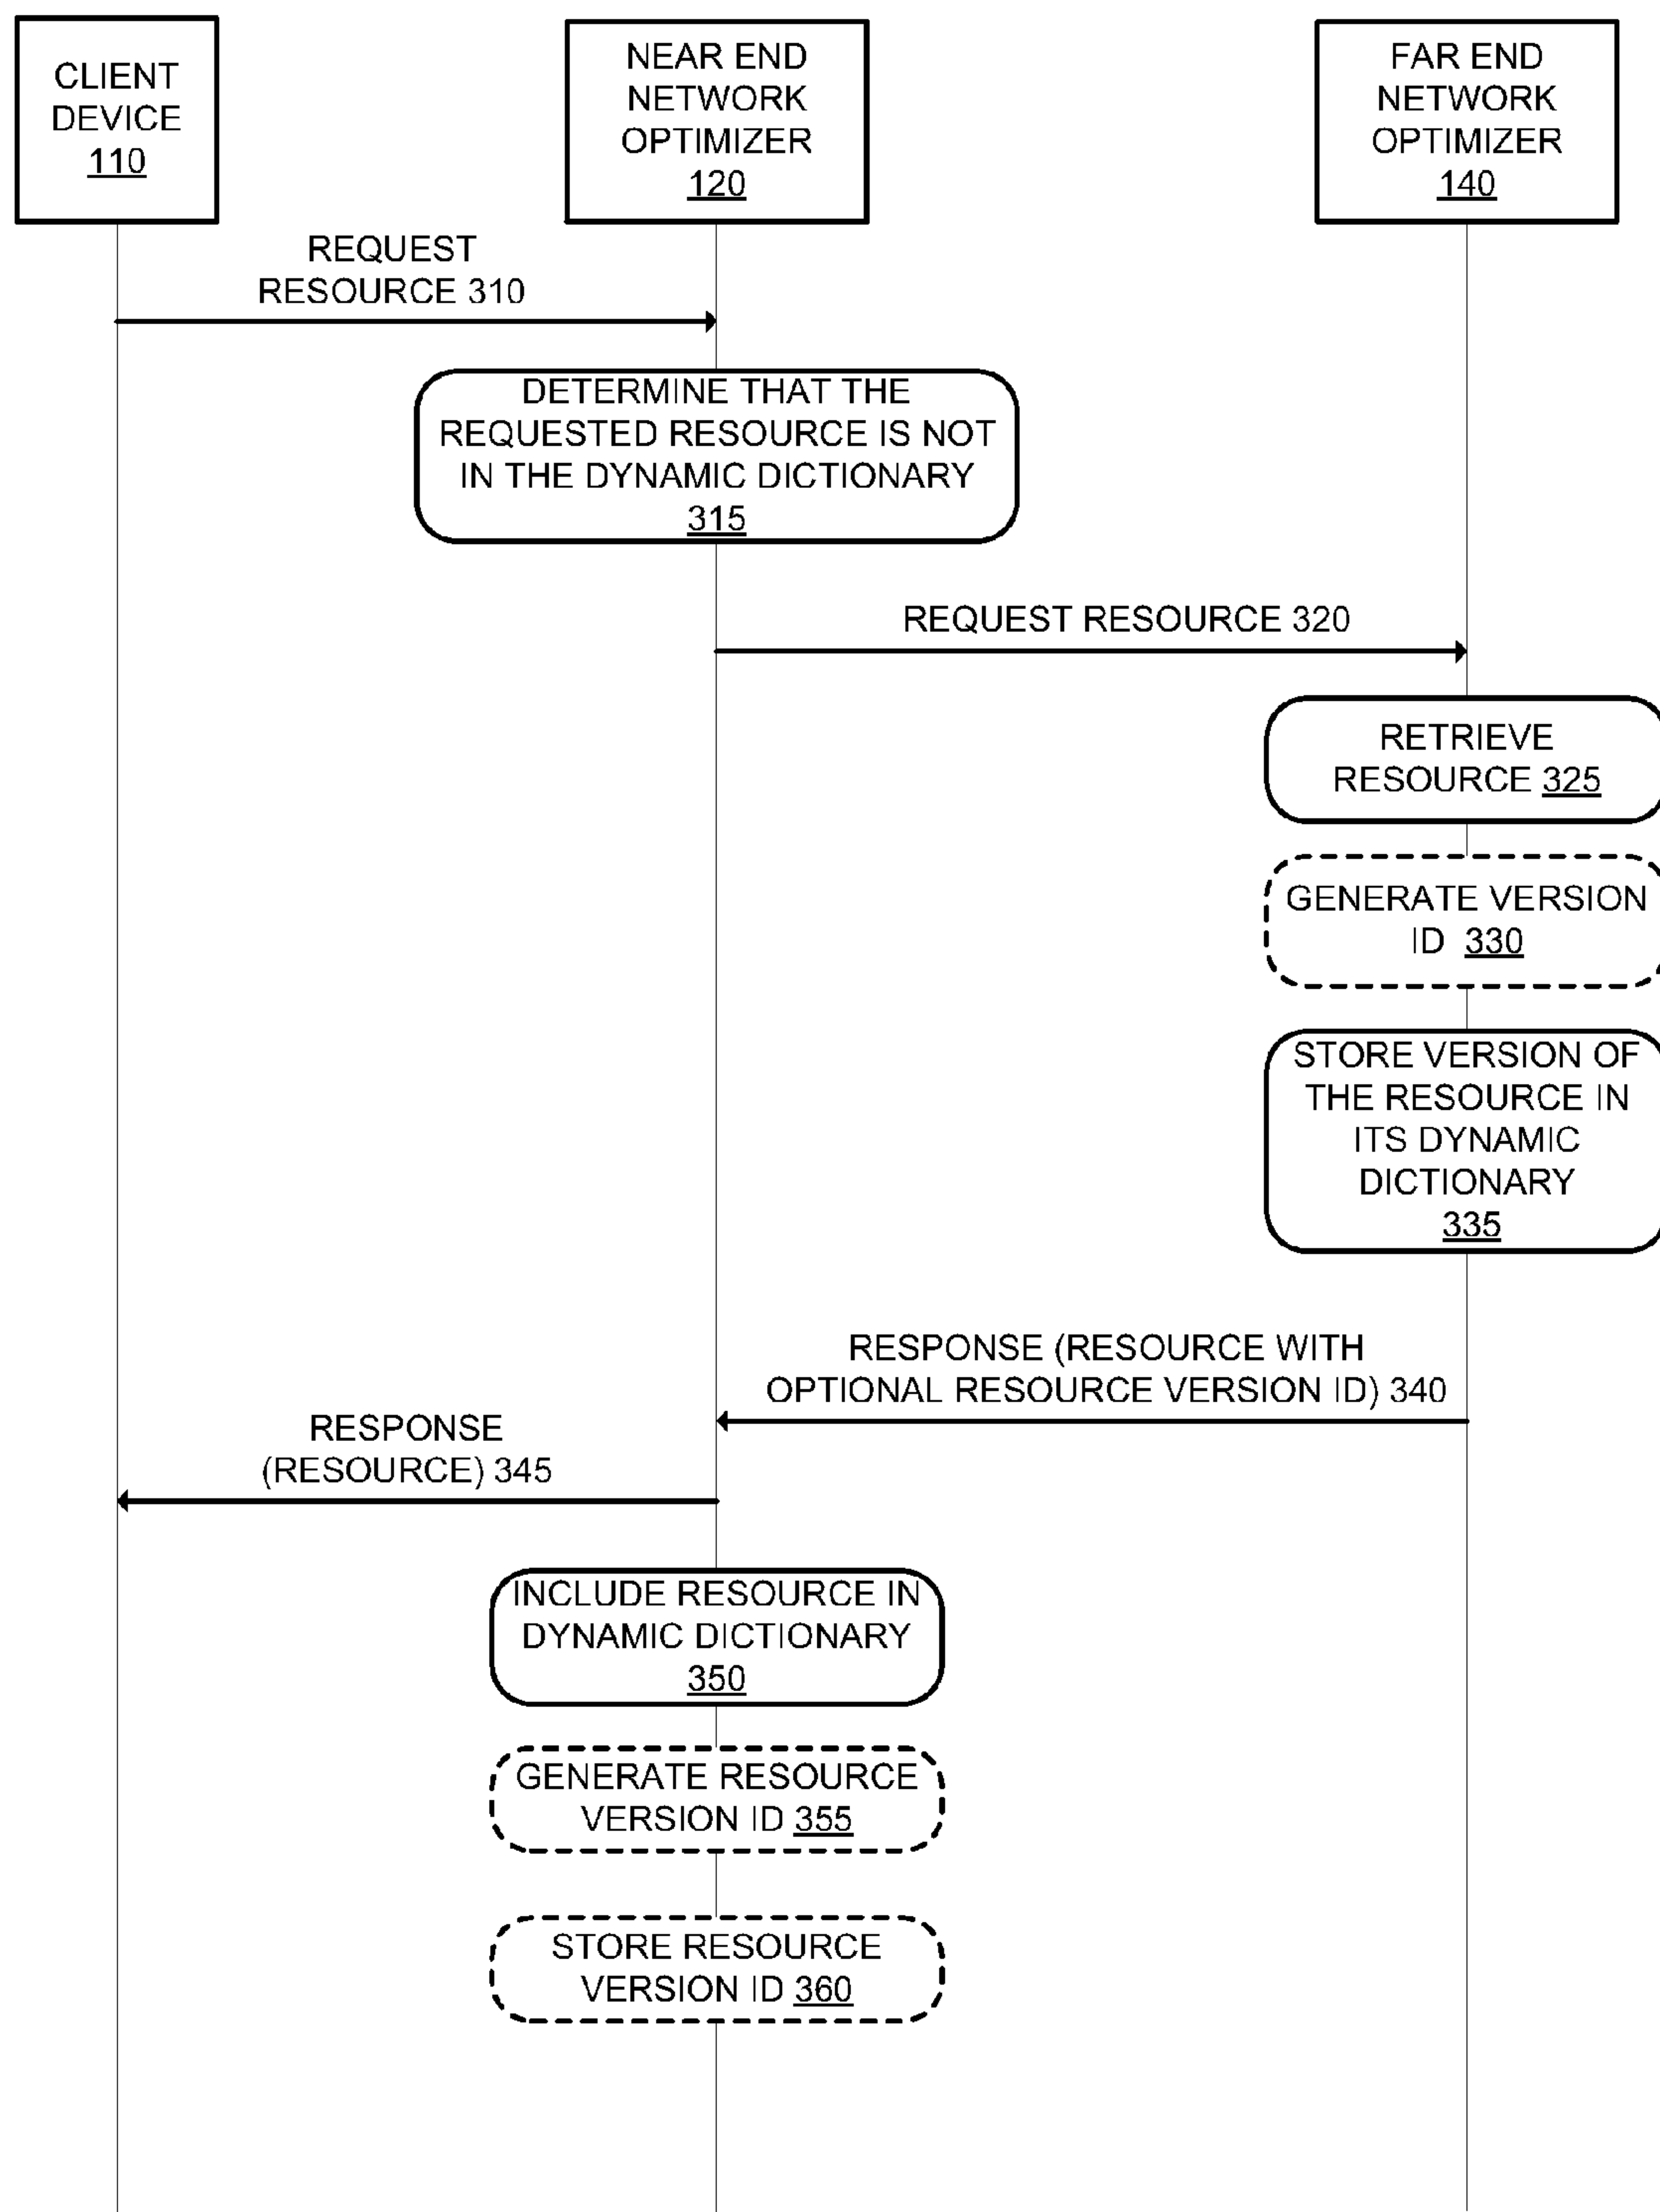 CLIENT
DEVICE
110
NEAR END
NETWORK
OPTIMIZER
120
FAR END
NETWORK
OPTIMIZER
140
REQUEST
RESOURCE 310
DETERMINE THAT THE
REQUESTED RESOURCE IS NOT
IN THE DYNAMIC DICTIONARY
315
REQUEST RESOURCE 320
RETRIEVE
RESOURCE 325
GENERATE VERSION
ID 330
STORE VERSION OF
THE RESOURCE IN
ITS DYNAMIC
DICTIONARY
335
RESPONSE (RESOURCE WITH
OPTIONAL RESOURCE VERSION ID) 340
RESPONSE
(RESOURCE) 345
INCLUDE RESOURCE IN
DYNAMIC DICTIONARY
350
GENERATE RESOURCE
VERSION ID 355
STORE RESOURCE
VERSION ID 360